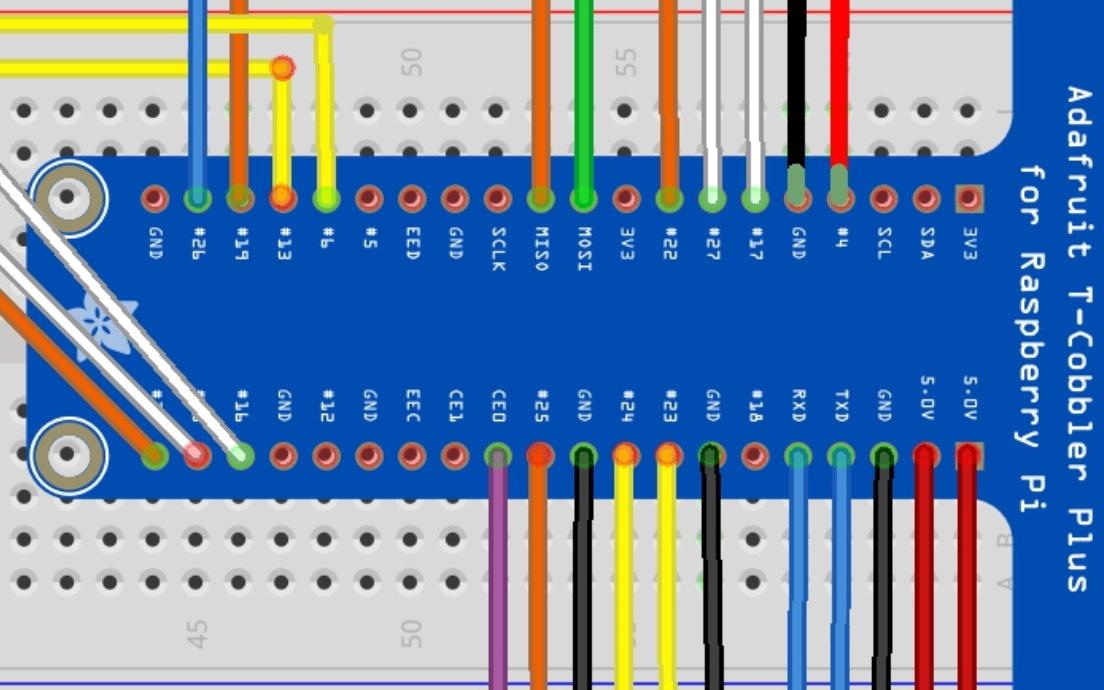 50
55
GND
#26
#19
#13
#6
#5
EED
GND
SCLK
MISO
MOSI
3V3
#22
#27
#17
GND
#4
SCL
SDA
3V3
#16
GND
#12
GND
EEC
CE1
CE0
#25
GND
#24
#23
GND
#18
RXD
TXD
GND
5.0V
5.0V
Adafruit T-Cobbler Plus
for Raspberry Pi
B
A
45
50